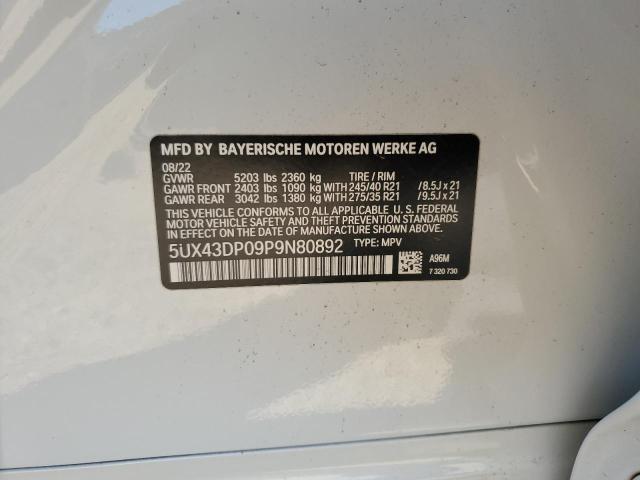 MFD BY BAYERISCHE MOTOREN WERKE AG
08/22
GVWR 5203 lbs 2360 kg TIRE / RIM
GAWR FRONT 2403 lbs 1090 kg WITH 245/40 R21 / 8.5J x 21
GAWR REAR 3042 lbs 1380 kg WITH 275/35 R21 / 9.5J x 21
THIS VEHICLE CONFORMS TO ALL APPLICABLE U. S. FEDERAL
MOTOR VEHICLE SAFETY STANDARDS IN EFFECT ON THE DATE OF
MANUFACTURE SHOWN ABOVE.
5UX43DP09P9N80892 TYPE: MPV
A96M
7 320 730